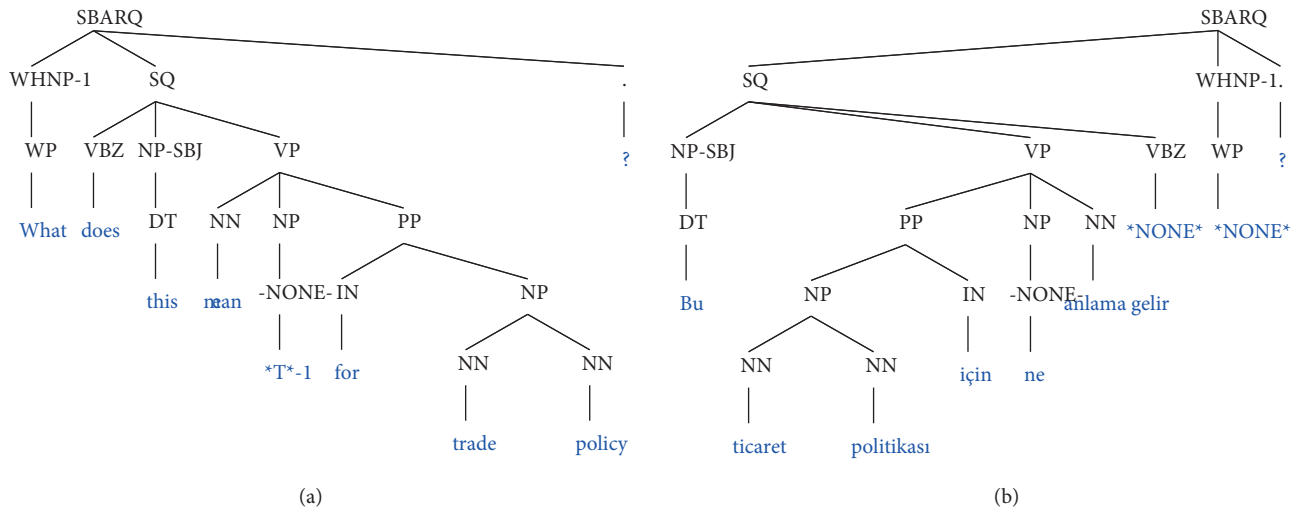 SBARQ
WHNP-1 SQ .
WP VBZ NP-SBJ VP ?
What does DT NN NP PP
this mean -NONE- IN NP
*T*-1 for NN NN
trade policy
(a)
SBARQ
SQ WHNP-1 .
NP-SBJ VP VBZ WP ?
DT PP NP NN *NONE* *NONE*
Bu NP IN -NONE- anlama gelir
NN NN için ne
ticaret politikası
(b)